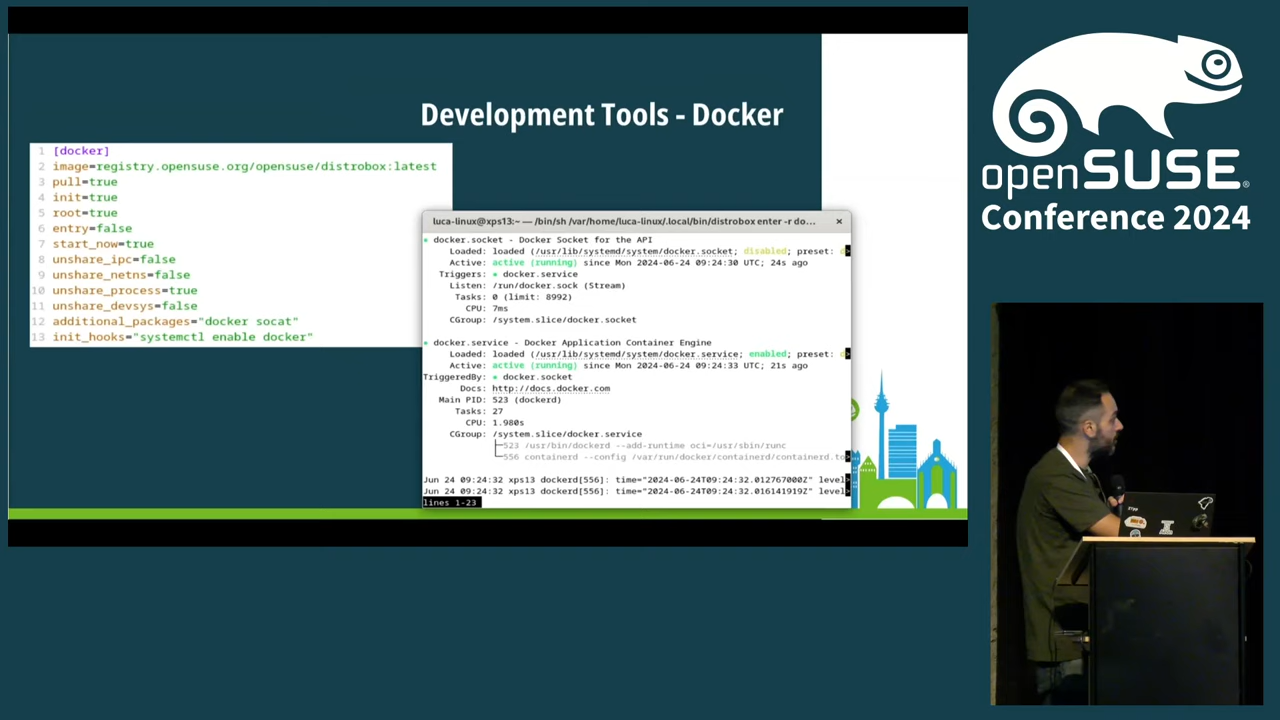 Development Tools - Docker
1 [docker]
2 image=registry.opensuse.org/opensuse/distrobox:latest
3 pull=true
4 init=true
5 root=true
6 entry=false
7 start_now=true
8 unshare_ipc=false
9 unshare_netns=false
10 unshare_process=true
11 unshare_devsys=false
12 additional_packages="docker socat"
13 init_hooks="systemctl enable docker"
luca-linux@xps13:~ — /bin/sh /var/home/luca-linux/.local/bin/distrobox enter -r do...
● docker.socket - Docker Socket for the API
Loaded: loaded (/usr/lib/systemd/system/docker.socket; disabled; preset: d>
Active: active (running) since Mon 2024-06-24 09:24:30 UTC; 24s ago
Triggers: ● docker.service
Listen: /run/docker.sock (Stream)
Tasks: 0 (limit: 8992)
CPU: 7ms
CGroup: /system.slice/docker.socket
● docker.service - Docker Application Container Engine
Loaded: loaded (/usr/lib/systemd/system/docker.service; enabled; preset: d>
Active: active (running) since Mon 2024-06-24 09:24:33 UTC; 21s ago
TriggeredBy: ● docker.socket
Docs: http://docs.docker.com
Main PID: 523 (dockerd)
Tasks: 27
CPU: 1.980s
CGroup: /system.slice/docker.service
├─523 /usr/bin/dockerd --add-runtime oci=/usr/sbin/runc
└─556 containerd --config /var/run/docker/containerd/containerd.to>
Jun 24 09:24:32 xps13 dockerd[556]: time="2024-06-24T09:24:32.012767000Z" level>
Jun 24 09:24:32 xps13 dockerd[556]: time="2024-06-24T09:24:32.016141919Z" level>
lines 1-23
openSUSE®
Conference 2024